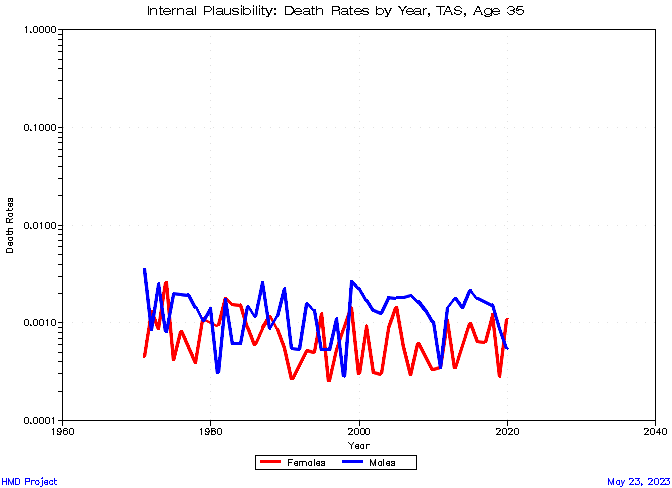 Internal Plausibility: Death Rates by Year, TAS, Age 35
1.0000
0.1000
0.0100
0.0010
0.0001
Death Rates
1960
1980
2000
2020
2040
Year
Females
Males
HMD Project
May 23, 2023